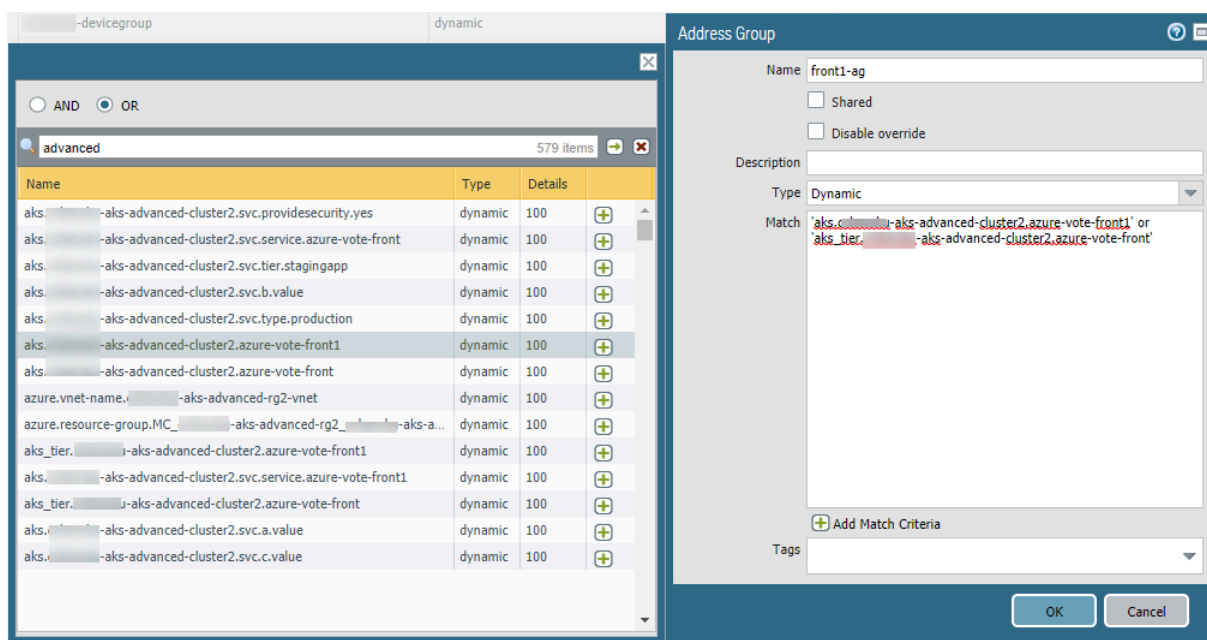 -devicegroup dynamic
AND OR
advanced 579 items
Name Type Details
aks. -aks-advanced-cluster2.svc.providesecurity.yes dynamic 100
aks. -aks-advanced-cluster2.svc.service.azure-vote-front dynamic 100
aks. -aks-advanced-cluster2.svc.tier.stagingapp dynamic 100
aks. -aks-advanced-cluster2.svc.b.value dynamic 100
aks. -aks-advanced-cluster2.svc.type.production dynamic 100
aks. -aks-advanced-cluster2.azure-vote-front1 dynamic 100
aks. -aks-advanced-cluster2.azure-vote-front dynamic 100
azure.vnet-name. -aks-advanced-rg2-vnet dynamic 100
azure.resource-group.MC_ -aks-advanced-rg2_ -aks-a... dynamic 100
aks_tier. -aks-advanced-cluster2.azure-vote-front1 dynamic 100
aks. -aks-advanced-cluster2.svc.service.azure-vote-front1 dynamic 100
aks_tier. -aks-advanced-cluster2.azure-vote-front dynamic 100
aks. -aks-advanced-cluster2.svc.a.value dynamic 100
aks. -aks-advanced-cluster2.svc.c.value dynamic 100
Address Group
Name front1-ag
Shared
Disable override
Description
Type Dynamic
Match 'aks. -aks-advanced-cluster2.azure-vote-front1' or
'aks_tier. -aks-advanced-cluster2.azure-vote-front'
Add Match Criteria
Tags
OK Cancel